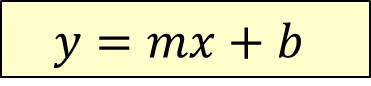 y = mx + b